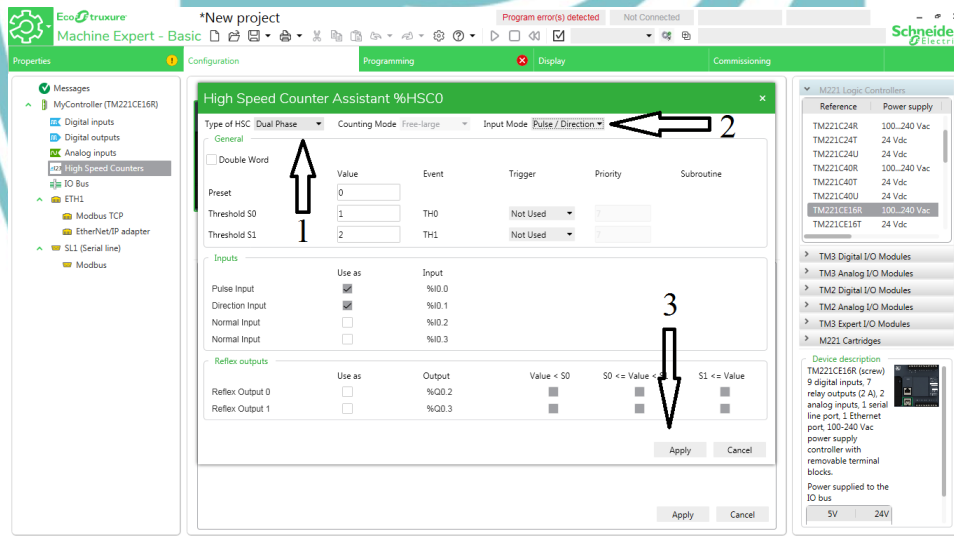 EcoStruxure
Machine Expert - Basic
*New project
Program error(s) detected
Not Connected
Schneide
Electri
Properties
Configuration
Programming
Display
Commissioning
Messages
MyController (TM221CE16R)
Digital inputs
Digital outputs
Analog inputs
High Speed Counters
IO Bus
ETH1
Modbus TCP
EtherNet/IP adapter
SL1 (Serial line)
Modbus
High Speed Counter Assistant %HSC0
Type of HSC Dual Phase Counting Mode Free-large Input Mode Pulse / Direction
2
General
Double Word
Value Event Trigger Priority Subroutine
Preset 0
Threshold S0 1 TH0 Not Used
Threshold S1 2 TH1 Not Used
1
Inputs
Use as Input
Pulse Input %I0.0
Direction Input %I0.1
Normal Input %I0.2
Normal Input %I0.3
3
Reflex outputs
Use as Output Value < S0 S0 <= Value < S1 S1 <= Value
Reflex Output 0 %Q0.2
Reflex Output 1 %Q0.3
Apply Cancel
Apply Cancel
M221 Logic Controllers
Reference Power supply
TM221C24R 100...240 Vac
TM221C24T 24 Vdc
TM221C24U 24 Vdc
TM221C40R 100...240 Vac
TM221C40T 24 Vdc
TM221C40U 24 Vdc
TM221CE16R 100...240 Vac
TM221CE16T 24 Vdc
TM3 Digital I/O Modules
TM3 Analog I/O Modules
TM2 Digital I/O Modules
TM2 Analog I/O Modules
TM3 Expert I/O Modules
M221 Cartridges
Device description
TM221CE16R (screw)
9 digital inputs, 7
relay outputs (2 A), 2
analog inputs, 1 serial
line port, 1 Ethernet
port, 100-240 Vac
power supply
controller with
removable terminal
blocks.
Power supplied to the
IO bus
5V 24V